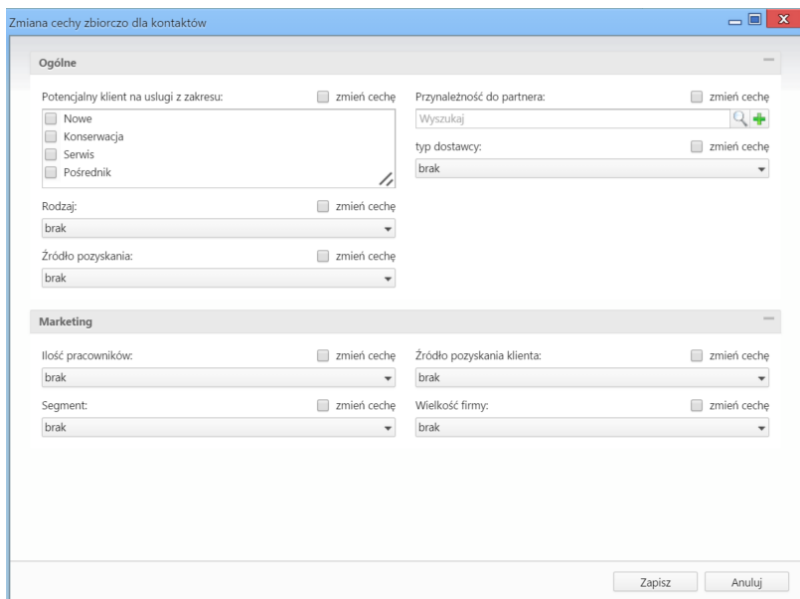 Zmiana cechy zbiorczo dla kontaktów
Ogólne
Potencjalny klient na usługi z zakresu:
zmień cechę
Nowe
Konserwacja
Serwis
Pośrednik
Rodzaj:
zmień cechę
brak
Źródło pozyskania:
zmień cechę
brak
Przynależność do partnera:
zmień cechę
Wyszukaj
typ dostawcy:
zmień cechę
brak
Marketing
Ilość pracowników:
zmień cechę
brak
Segment:
zmień cechę
brak
Źródło pozyskania klienta:
zmień cechę
brak
Wielkość firmy:
zmień cechę
brak
Zapisz
Anuluj